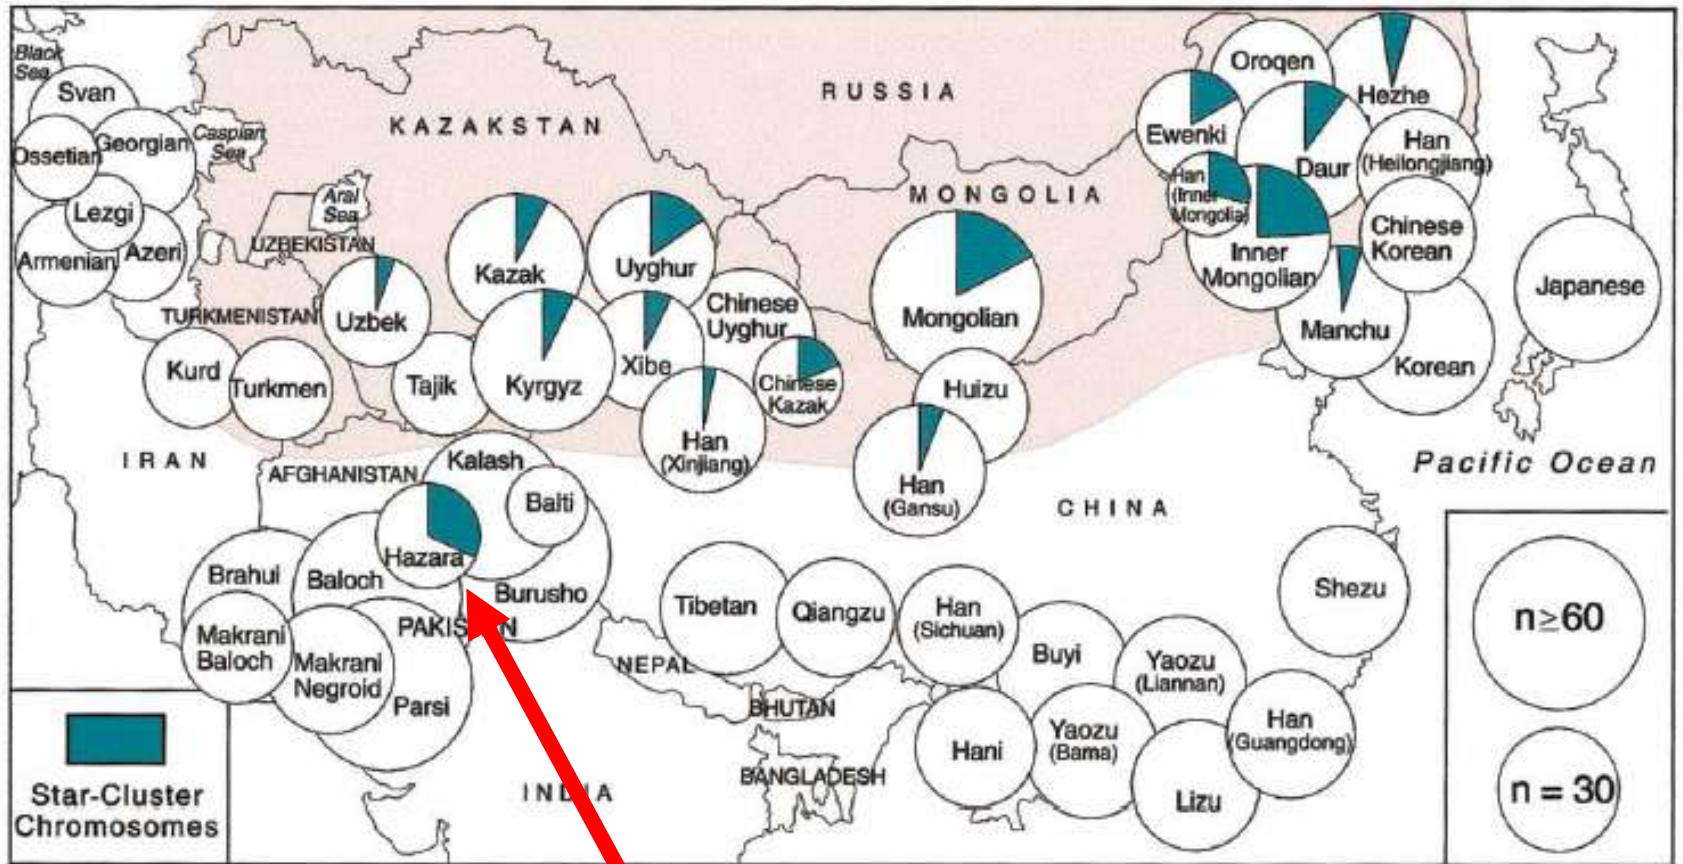 Black
Sea
Svan
Ossetian
Georgian
Caspian
Sea
Lezgi
Armenian
Azeri
KAZAKSTAN
RUSSIA
MONGOLIA
Aral
Sea
UZBEKISTAN
TURKMENISTAN
Uzbek
Kazak
Uyghur
Kurd
Turkmen
Tajik
Kyrgyz
Xibe
Chinese
Uyghur
Chinese
Kazak
Han
(Xinjiang)
Mongolian
Huizu
Han
(Gansu)
Oroqen
Hezhe
Ewenki
Daur
Han
(Heilongjiang)
Han
(Inner
Mongolia)
Inner
Mongolian
Chinese
Korean
Manchu
Korean
Japanese
IRAN
AFGHANISTAN
Kalash
Balti
Hazara
Burusho
Brahui
Baloch
PAKISTAN
Makrani
Baloch
Makrani
Negroid
Parsi
CHINA
Pacific Ocean
Tibetan
Qiangzu
Han
(Sichuan)
Buyi
Yaozu
(Liannan)
Shezu
NEPAL
BHUTAN
BANGLADESH
INDIA
Hani
Yaozu
(Bama)
Lizu
Han
(Guangdong)
Star-Cluster
Chromosomes
n≥60
n = 30